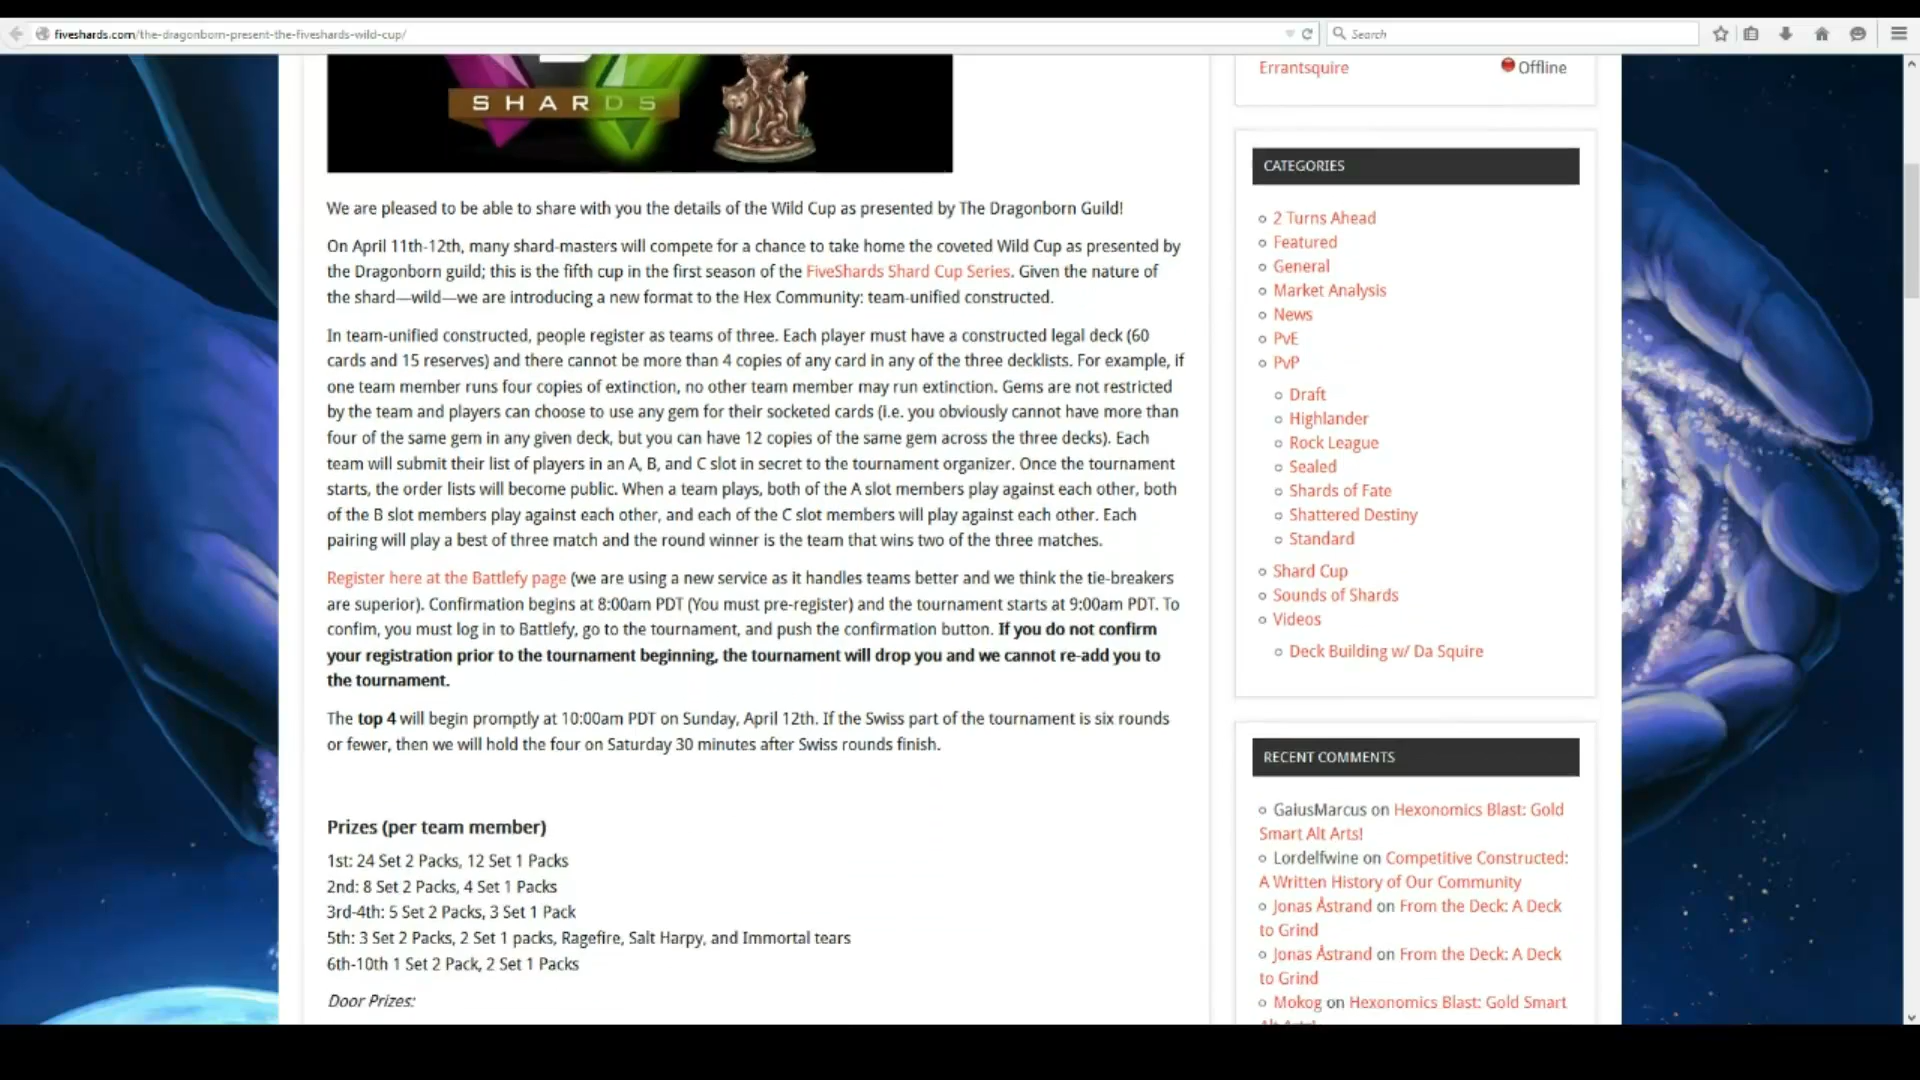 fiveshards.com/the-dragonborn-present-the-fiveshards-wild-cup/
Search
SHARDS
We are pleased to be able to share with you the details of the Wild Cup as presented by The Dragonborn Guild!
On April 11th-12th, many shard-masters will compete for a chance to take home the coveted Wild Cup as presented by
the Dragonborn guild; this is the fifth cup in the first season of the FiveShards Shard Cup Series. Given the nature of
the shard—wild—we are introducing a new format to the Hex Community: team-unified constructed.
In team-unified constructed, people register as teams of three. Each player must have a constructed legal deck (60
cards and 15 reserves) and there cannot be more than 4 copies of any card in any of the three decklists. For example, if
one team member runs four copies of extinction, no other team member may run extinction. Gems are not restricted
by the team and players can choose to use any gem for their socketed cards (i.e. you obviously cannot have more than
four of the same gem in any given deck, but you can have 12 copies of the same gem across the three decks). Each
team will submit their list of players in an A, B, and C slot in secret to the tournament organizer. Once the tournament
starts, the order lists will become public. When a team plays, both of the A slot members play against each other, both
of the B slot members play against each other, and each of the C slot members will play against each other. Each
pairing will play a best of three match and the round winner is the team that wins two of the three matches.
Register here at the Battlefy page (we are using a new service as it handles teams better and we think the tie-breakers
are superior). Confirmation begins at 8:00am PDT (You must pre-register) and the tournament starts at 9:00am PDT. To
confim, you must log in to Battlefy, go to the tournament, and push the confirmation button. If you do not confirm
your registration prior to the tournament beginning, the tournament will drop you and we cannot re-add you to
the tournament.
The top 4 will begin promptly at 10:00am PDT on Sunday, April 12th. If the Swiss part of the tournament is six rounds
or fewer, then we will hold the four on Saturday 30 minutes after Swiss rounds finish.
Prizes (per team member)
1st: 24 Set 2 Packs, 12 Set 1 Packs
2nd: 8 Set 2 Packs, 4 Set 1 Packs
3rd-4th: 5 Set 2 Packs, 3 Set 1 Pack
5th: 3 Set 2 Packs, 2 Set 1 packs, Ragefire, Salt Harpy, and Immortal tears
6th-10th 1 Set 2 Pack, 2 Set 1 Packs
Door Prizes:
Errantsquire Offline
CATEGORIES
2 Turns Ahead
Featured
General
Market Analysis
News
PvE
PvP
Draft
Highlander
Rock League
Sealed
Shards of Fate
Shattered Destiny
Standard
Shard Cup
Sounds of Shards
Videos
Deck Building w/ Da Squire
RECENT COMMENTS
GaiusMarcus on Hexonomics Blast: Gold
Smart Alt Arts!
Lordelfwine on Competitive Constructed:
A Written History of Our Community
Jonas Åstrand on From the Deck: A Deck
to Grind
Jonas Åstrand on From the Deck: A Deck
to Grind
Mokog on Hexonomics Blast: Gold Smart